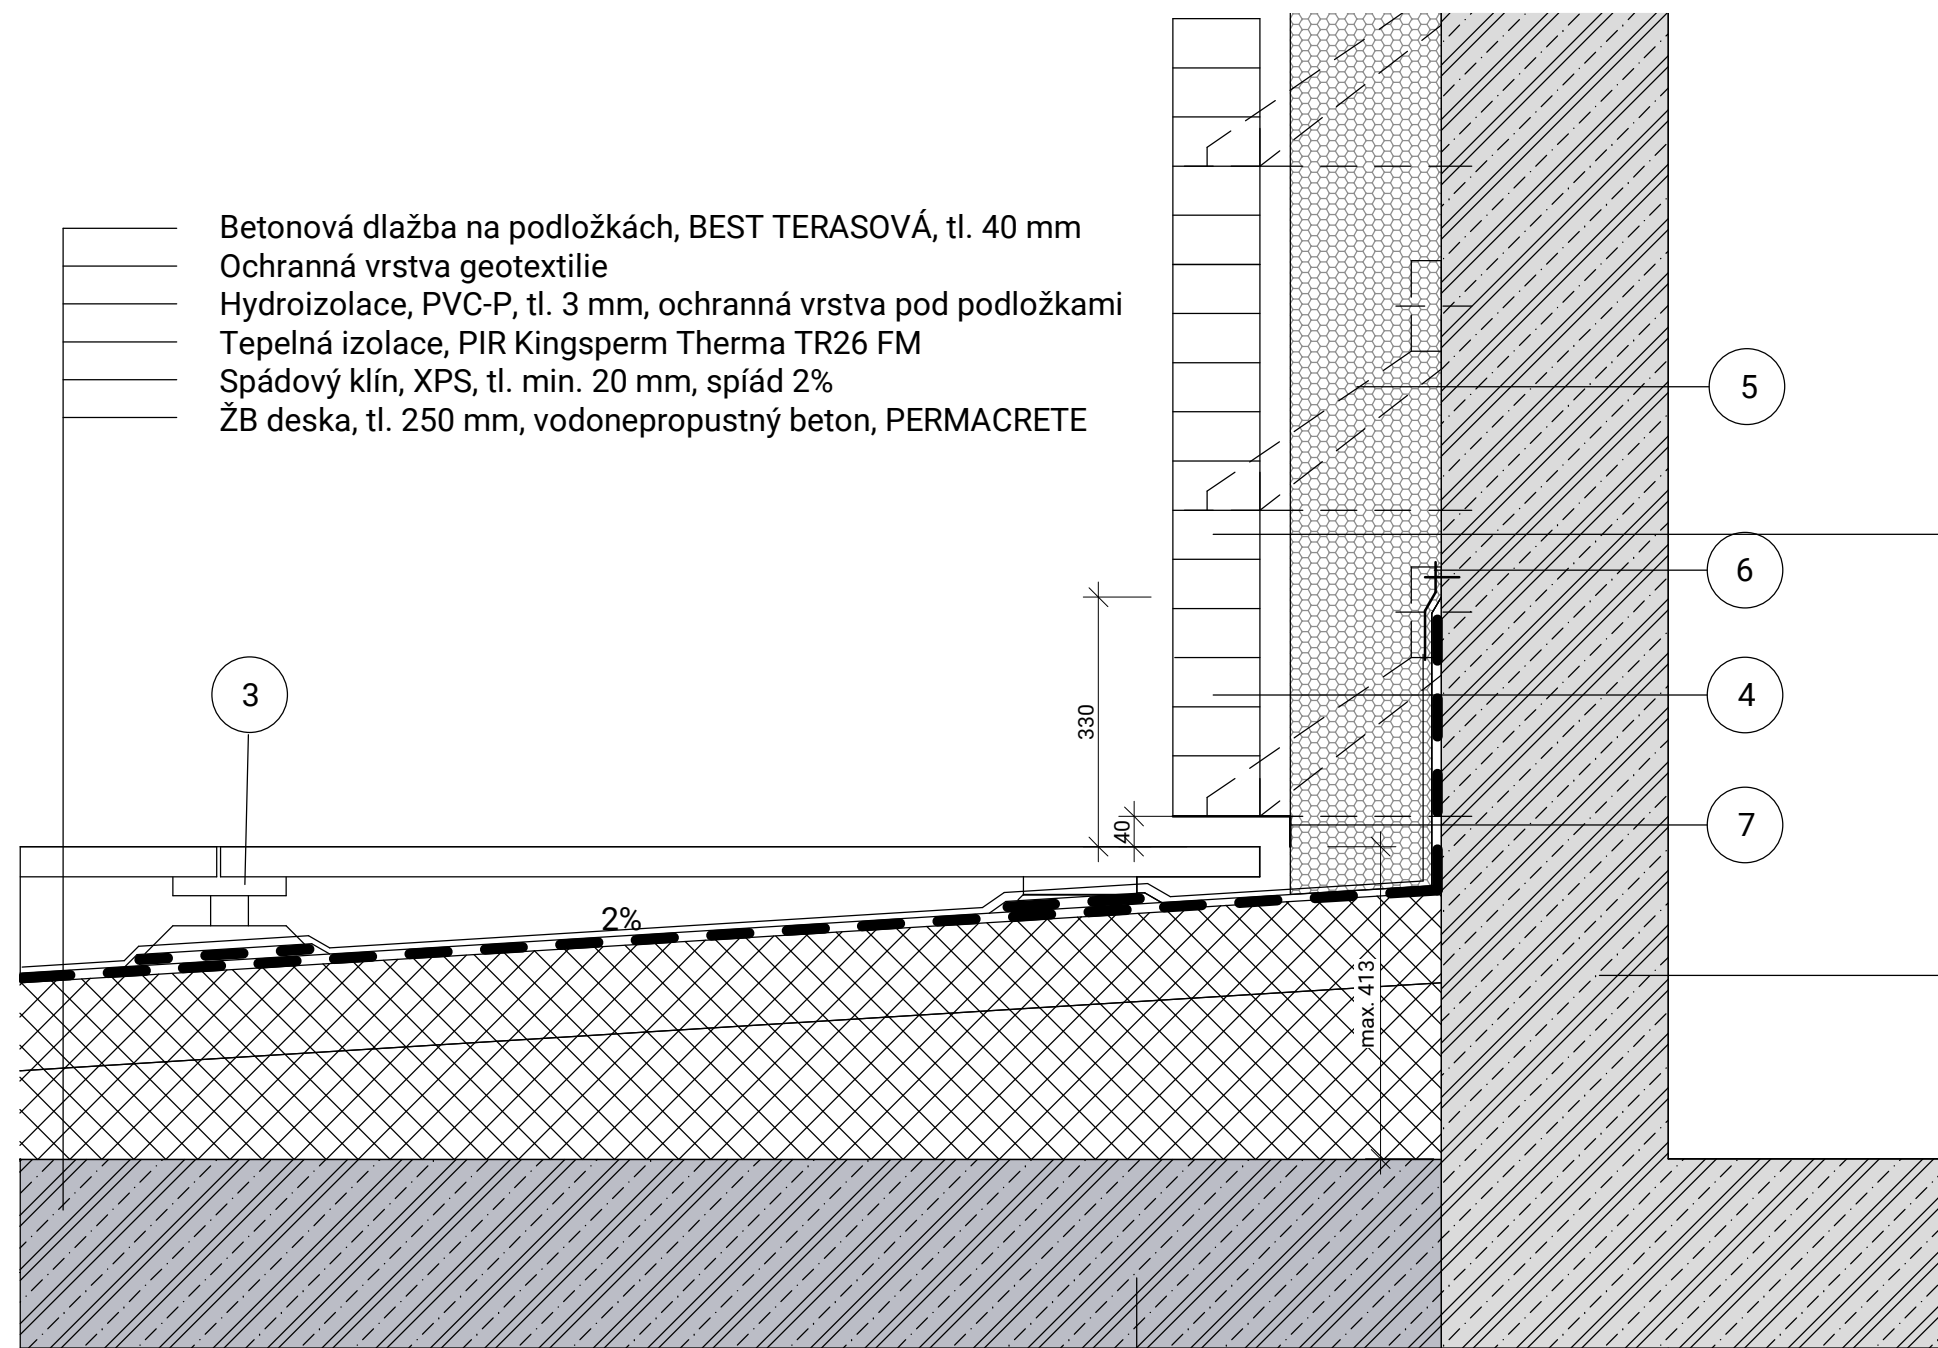 Betonová dlažba na podložkách, BEST TERASOVÁ, tl. 40 mm
Ochranná vrstva geotextilie
Hydroizolace, PVC-P, tl. 3 mm, ochranná vrstva pod podložkami
Tepelná izolace, PIR Kingsperm Therma TR26 FM
Spádový klín, XPS, tl. min. 20 mm, spíád 2%
ŽB deska, tl. 250 mm, vodonepropustný beton, PERMACRETE
5
6
3
4
330
40
7
2%
max. 413